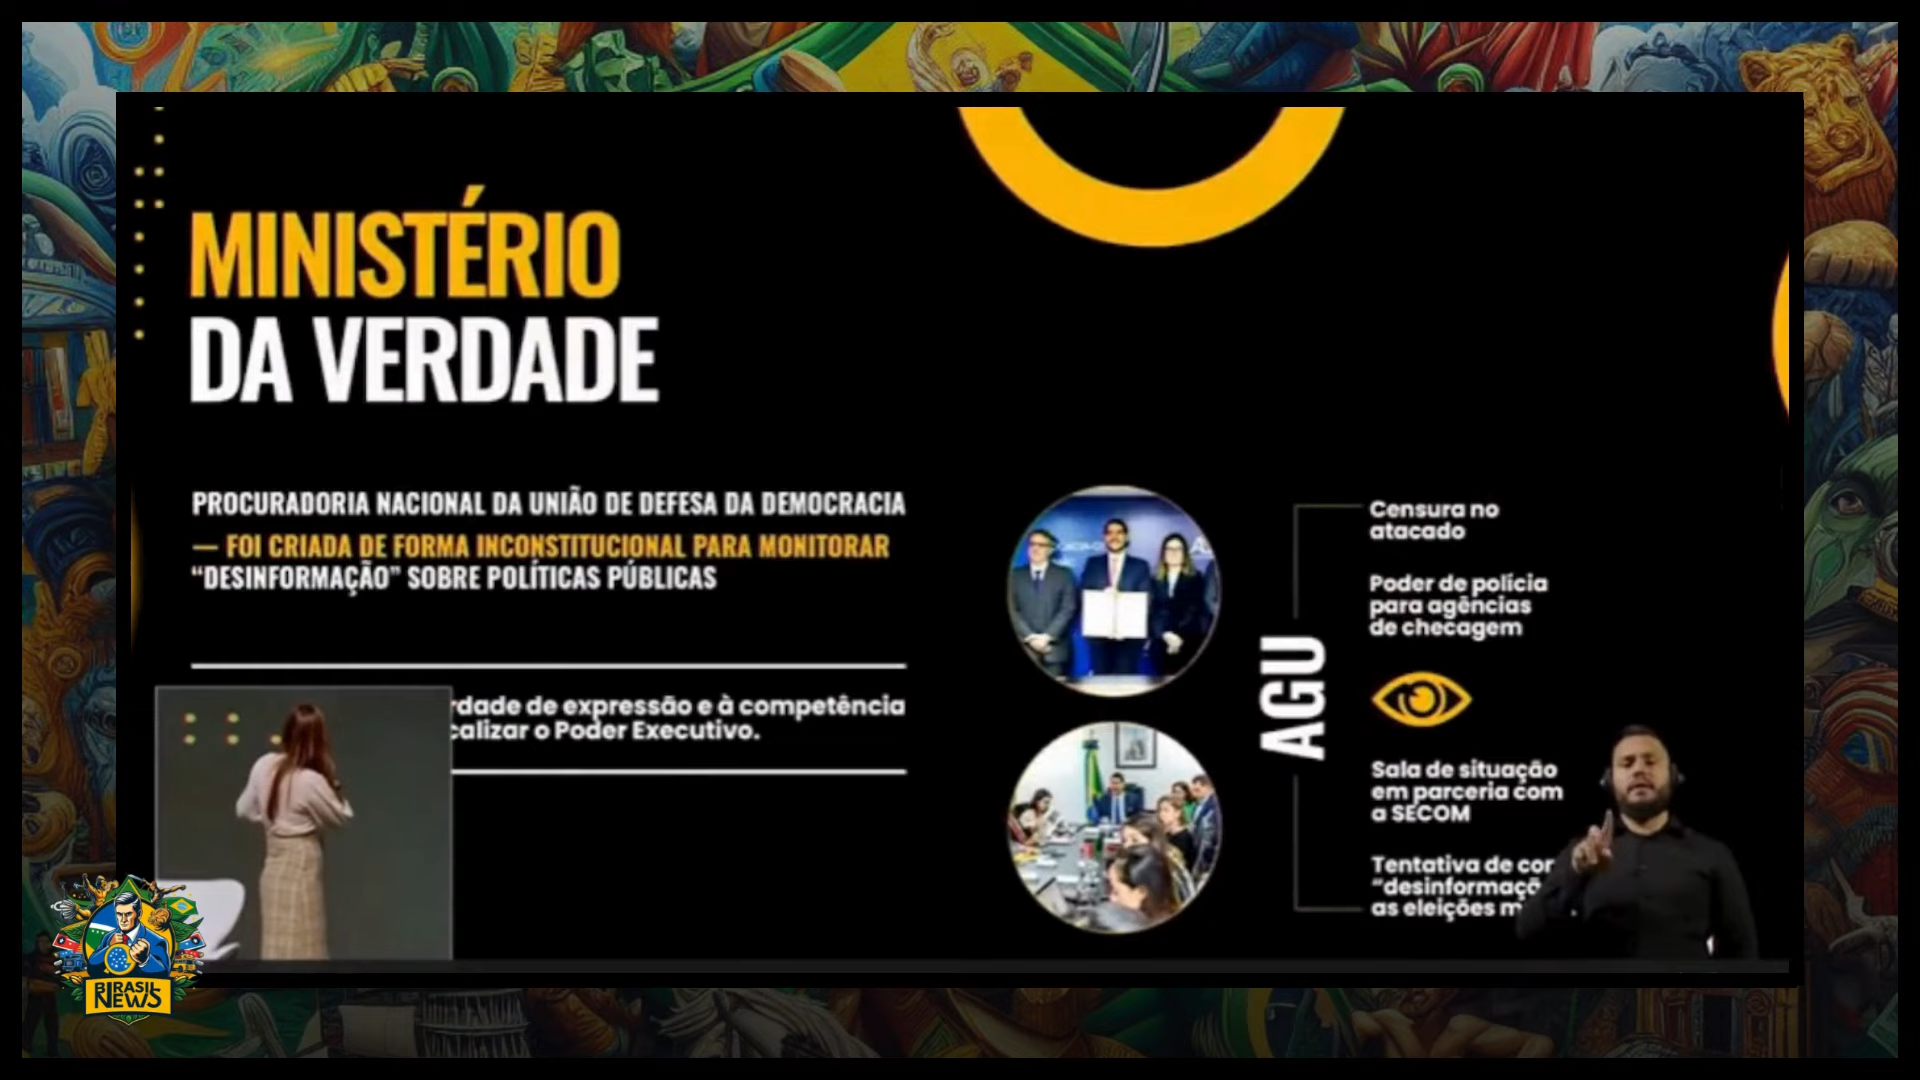 MINISTÉRIO
DA VERDADE
PROCURADORIA NACIONAL DA UNIÃO DE DEFESA DA DEMOCRACIA
— FOI CRIADA DE FORMA INCONSTITUCIONAL PARA MONITORAR
“DESINFORMAÇÃO” SOBRE POLÍTICAS PÚBLICAS
rdade de expressão e à competência
calizar o Poder Executivo.
AGU
Censura no
atacado
Poder de polícia
para agências
de checagem
Sala de situação
em parceria com
a SECOM
Tentativa de
“desinformaçã
as eleições
BRASIL
NEWS